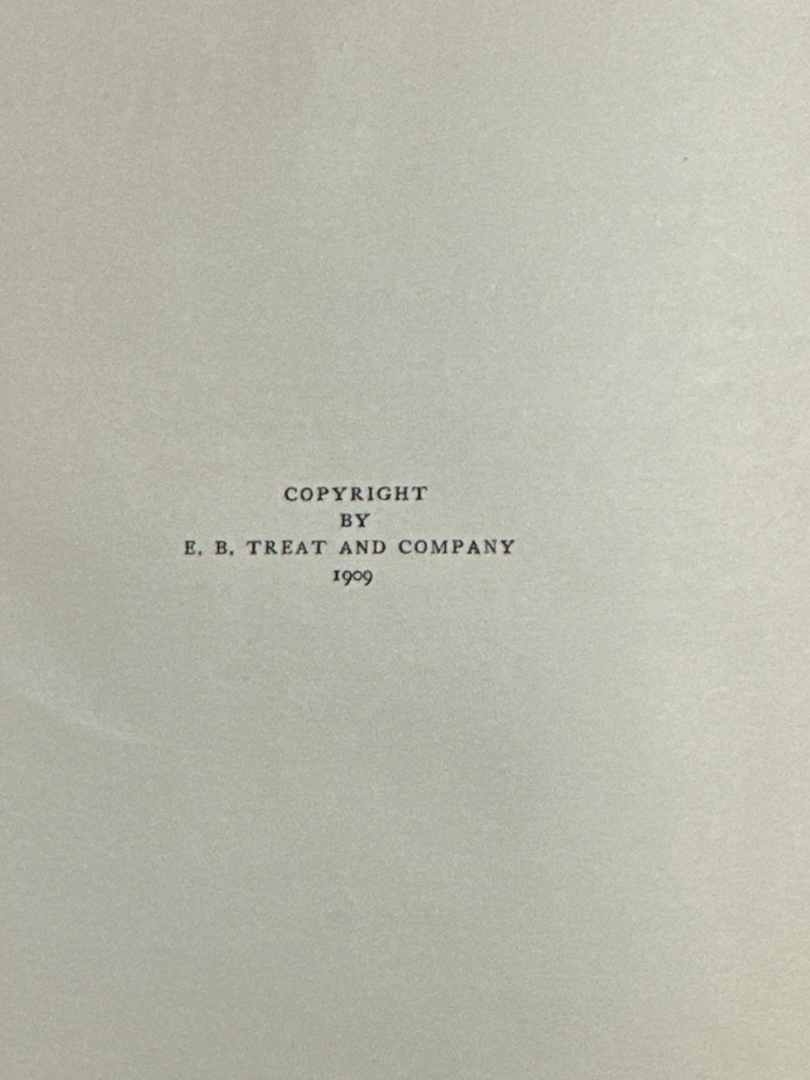 COPYRIGHT
BY
E. B. TREAT AND COMPANY
1909